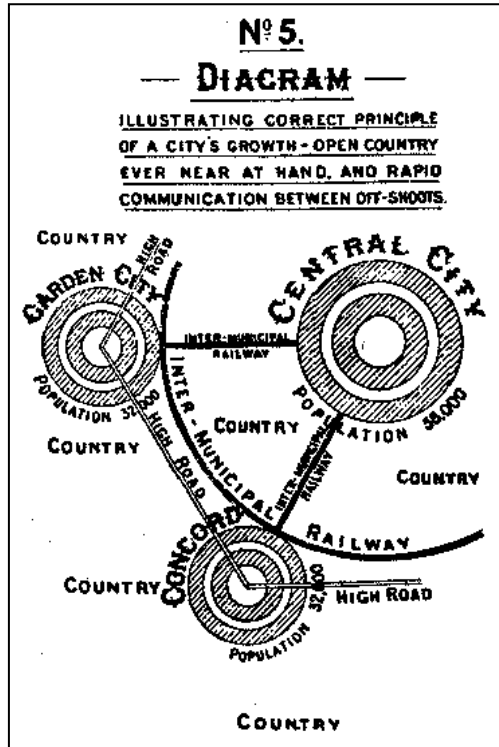 Nº 5.
— DIAGRAM —
ILLUSTRATING CORRECT PRINCIPLE
OF A CITY'S GROWTH - OPEN COUNTRY
EVER NEAR AT HAND, AND RAPID
COMMUNICATION BETWEEN OFF-SHOOTS.
COUNTRY
HIGH
ROAD
GARDEN CITY
CENTRAL CITY
INTER-MUNICIPAL
RAILWAY
POPULATION 32,000
POPULATION 58,000
COUNTRY
COUNTRY
HIGH ROAD
INTER-MUNICIPAL RAILWAY
INTER-MUNICIPAL
RAILWAY
COUNTRY
CONCORD
COUNTRY
HIGH ROAD
POPULATION 32,000
COUNTRY